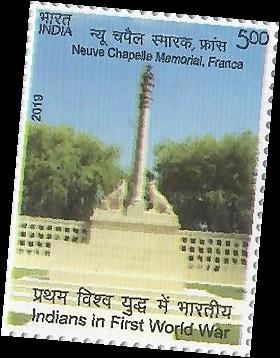 भारत
INDIA
न्यू चपैल स्मारक, फ्रांस
5.00
Neuve Chapelle Memorial, France
2019
प्रथम विश्व युद्ध में भारतीय
Indians in First World War